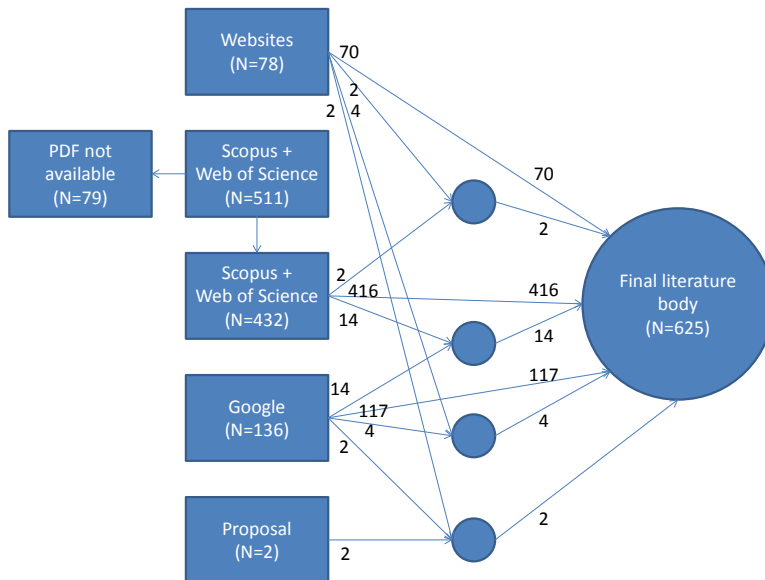 Websites
(N=78)
70
2
2
4
PDF not
available
(N=79)
Scopus +
Web of Science
(N=511)
70
2
Scopus +
Web of Science
(N=432)
2
416
14
416
14
Final literature
body
(N=625)
Google
(N=136)
14
117
4
2
117
4
Proposal
(N=2)
2
2